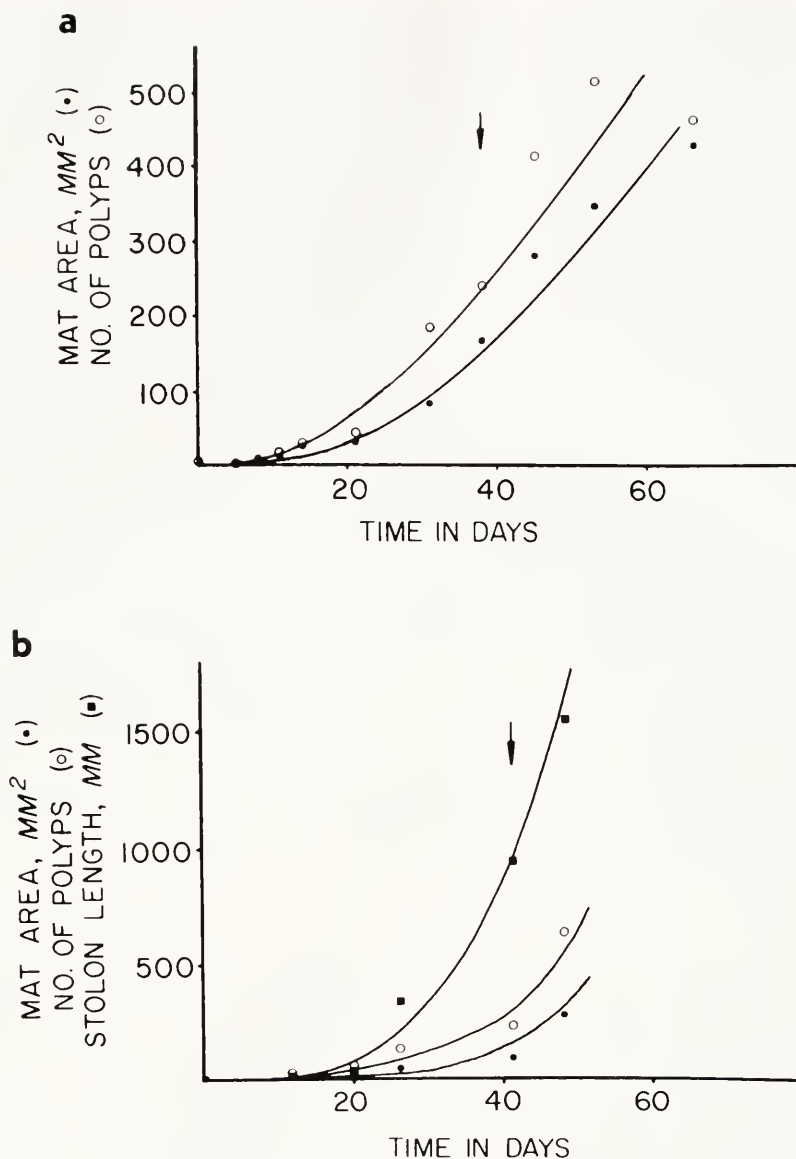 a
MAT AREA, MM² (•)
NO. OF POLYPS (○)
500
400
300
200
100
20 40 60
TIME IN DAYS
b
MAT AREA, MM² (•)
NO. OF POLYPS (○)
STOLON LENGTH, MM (■)
1500
1000
500
20 40 60
TIME IN DAYS